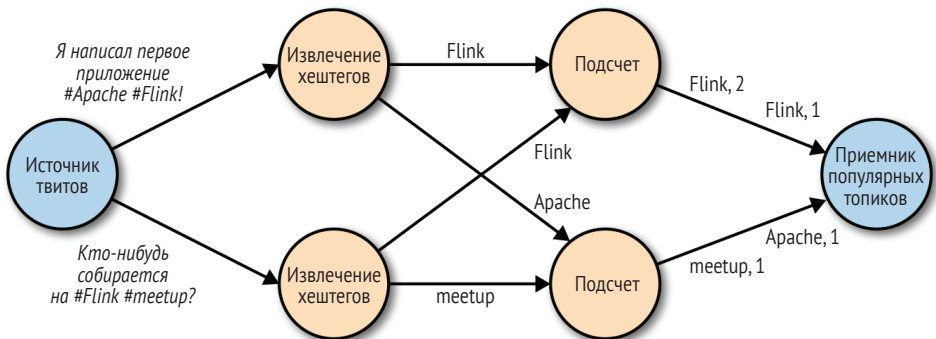 Я написал первое
приложение
#Apache #Flink!
Источник
твитов
Кто-нибудь
собирается
на #Flink #meetup?
Извлечение
хештегов
Извлечение
хештегов
Flink
Flink
Apache
meetup
Подсчет
Подсчет
Flink, 2
Flink, 1
Apache, 1
meetup, 1
Приемник
популярных
топиков